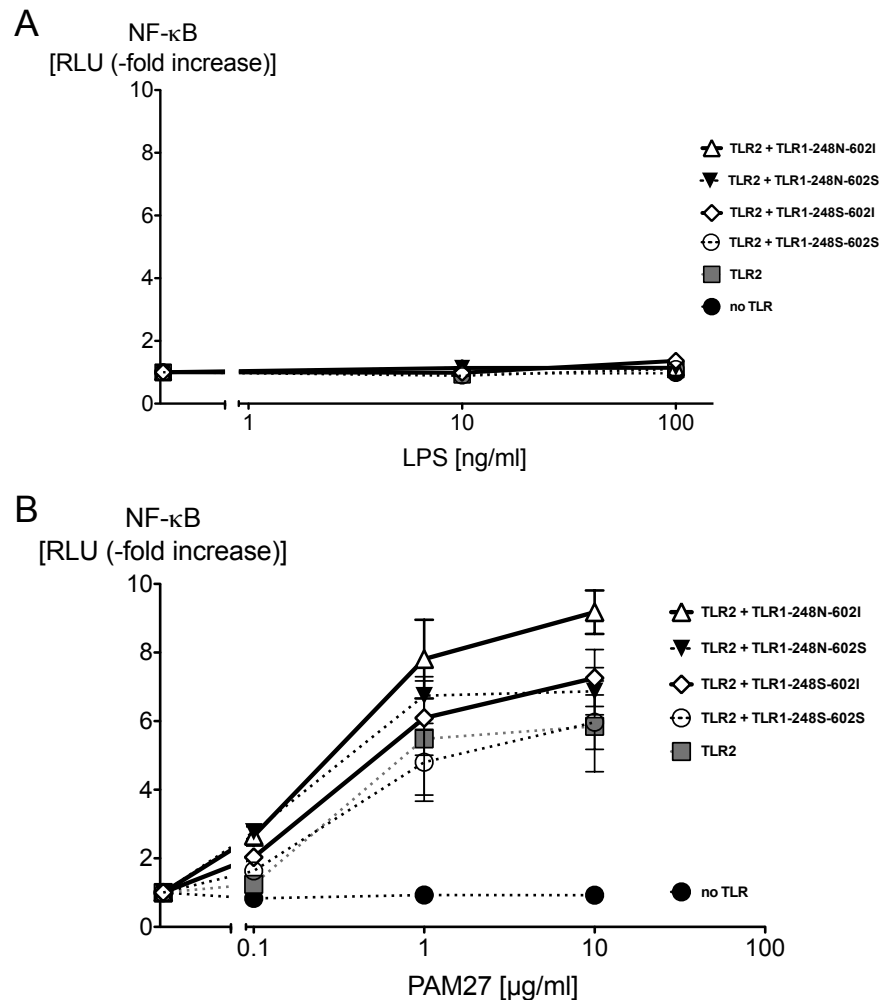 A
NF-κB
[RLU (-fold increase)]
10
8
6
4
2
0
1
10
100
LPS [ng/ml]
TLR2 + TLR1-248N-602I
TLR2 + TLR1-248N-602S
TLR2 + TLR1-248S-602I
TLR2 + TLR1-248S-602S
TLR2
no TLR
B
NF-κB
[RLU (-fold increase)]
10
8
6
4
2
0
0.1
1
10
100
PAM27 [µg/ml]
TLR2 + TLR1-248N-602I
TLR2 + TLR1-248N-602S
TLR2 + TLR1-248S-602I
TLR2 + TLR1-248S-602S
TLR2
no TLR